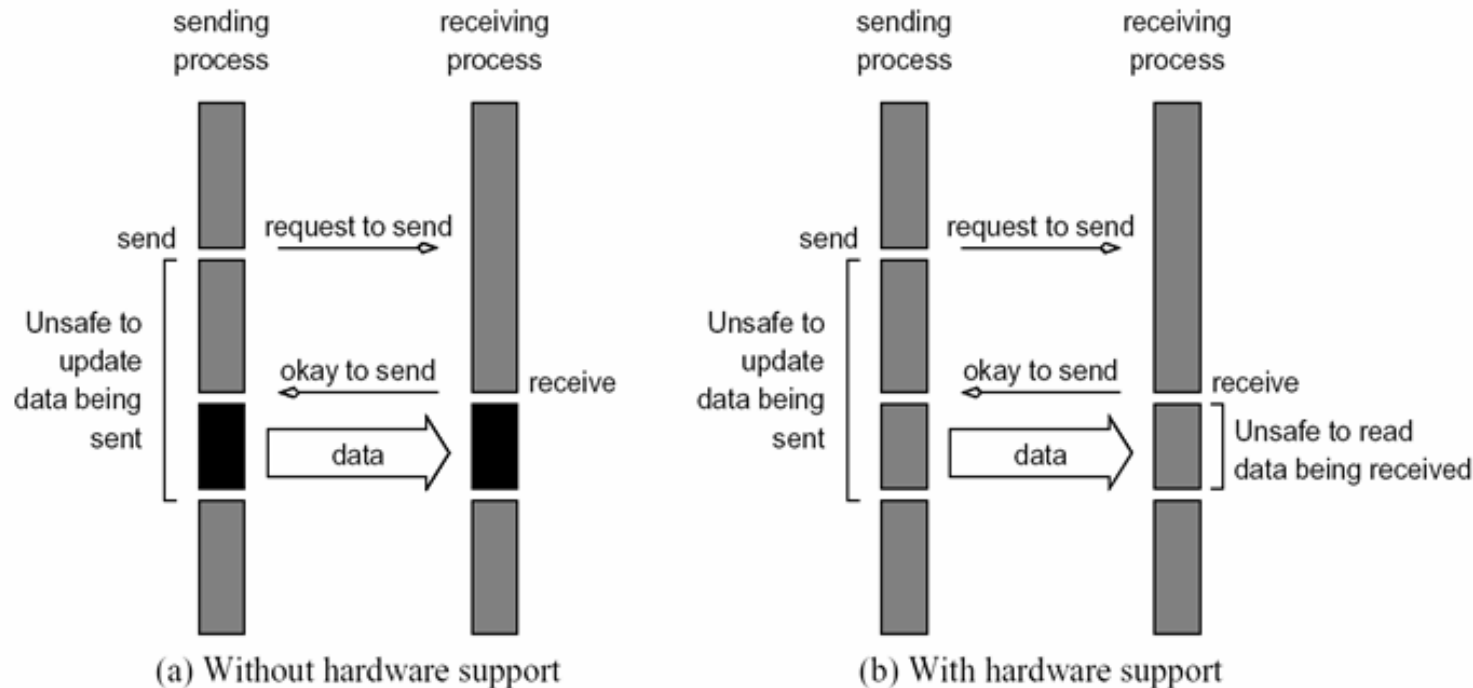 sending
process
receiving
process
send
request to send
Unsafe to
update
data being
sent
okay to send
receive
data
(a) Without hardware support
sending
process
receiving
process
send
request to send
Unsafe to
update
data being
sent
okay to send
receive
data
Unsafe to read
data being received
(b) With hardware support